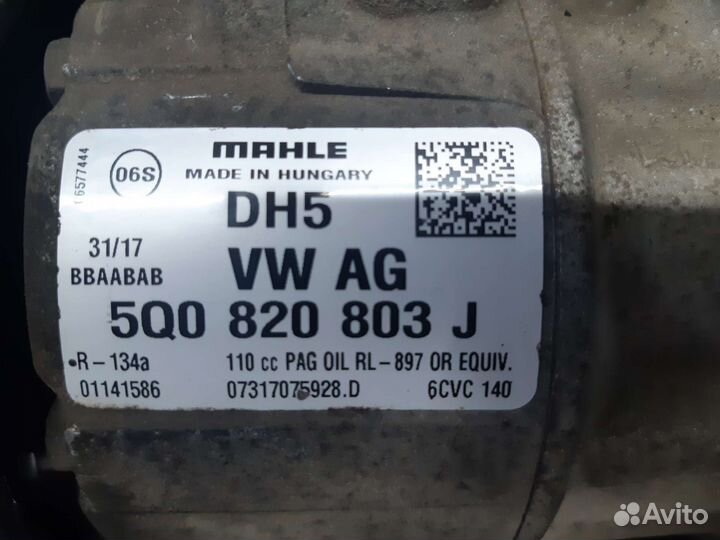 MAHLE
MADE IN HUNGARY
06S
DH5
31/17
BBAABAB
VW AG
5Q0 820 803 J
•R-134a
110 cc PAG OIL RL-897 OR EQUIV.
01141586
07317075928.D
6CVC 140
6577444
Avito